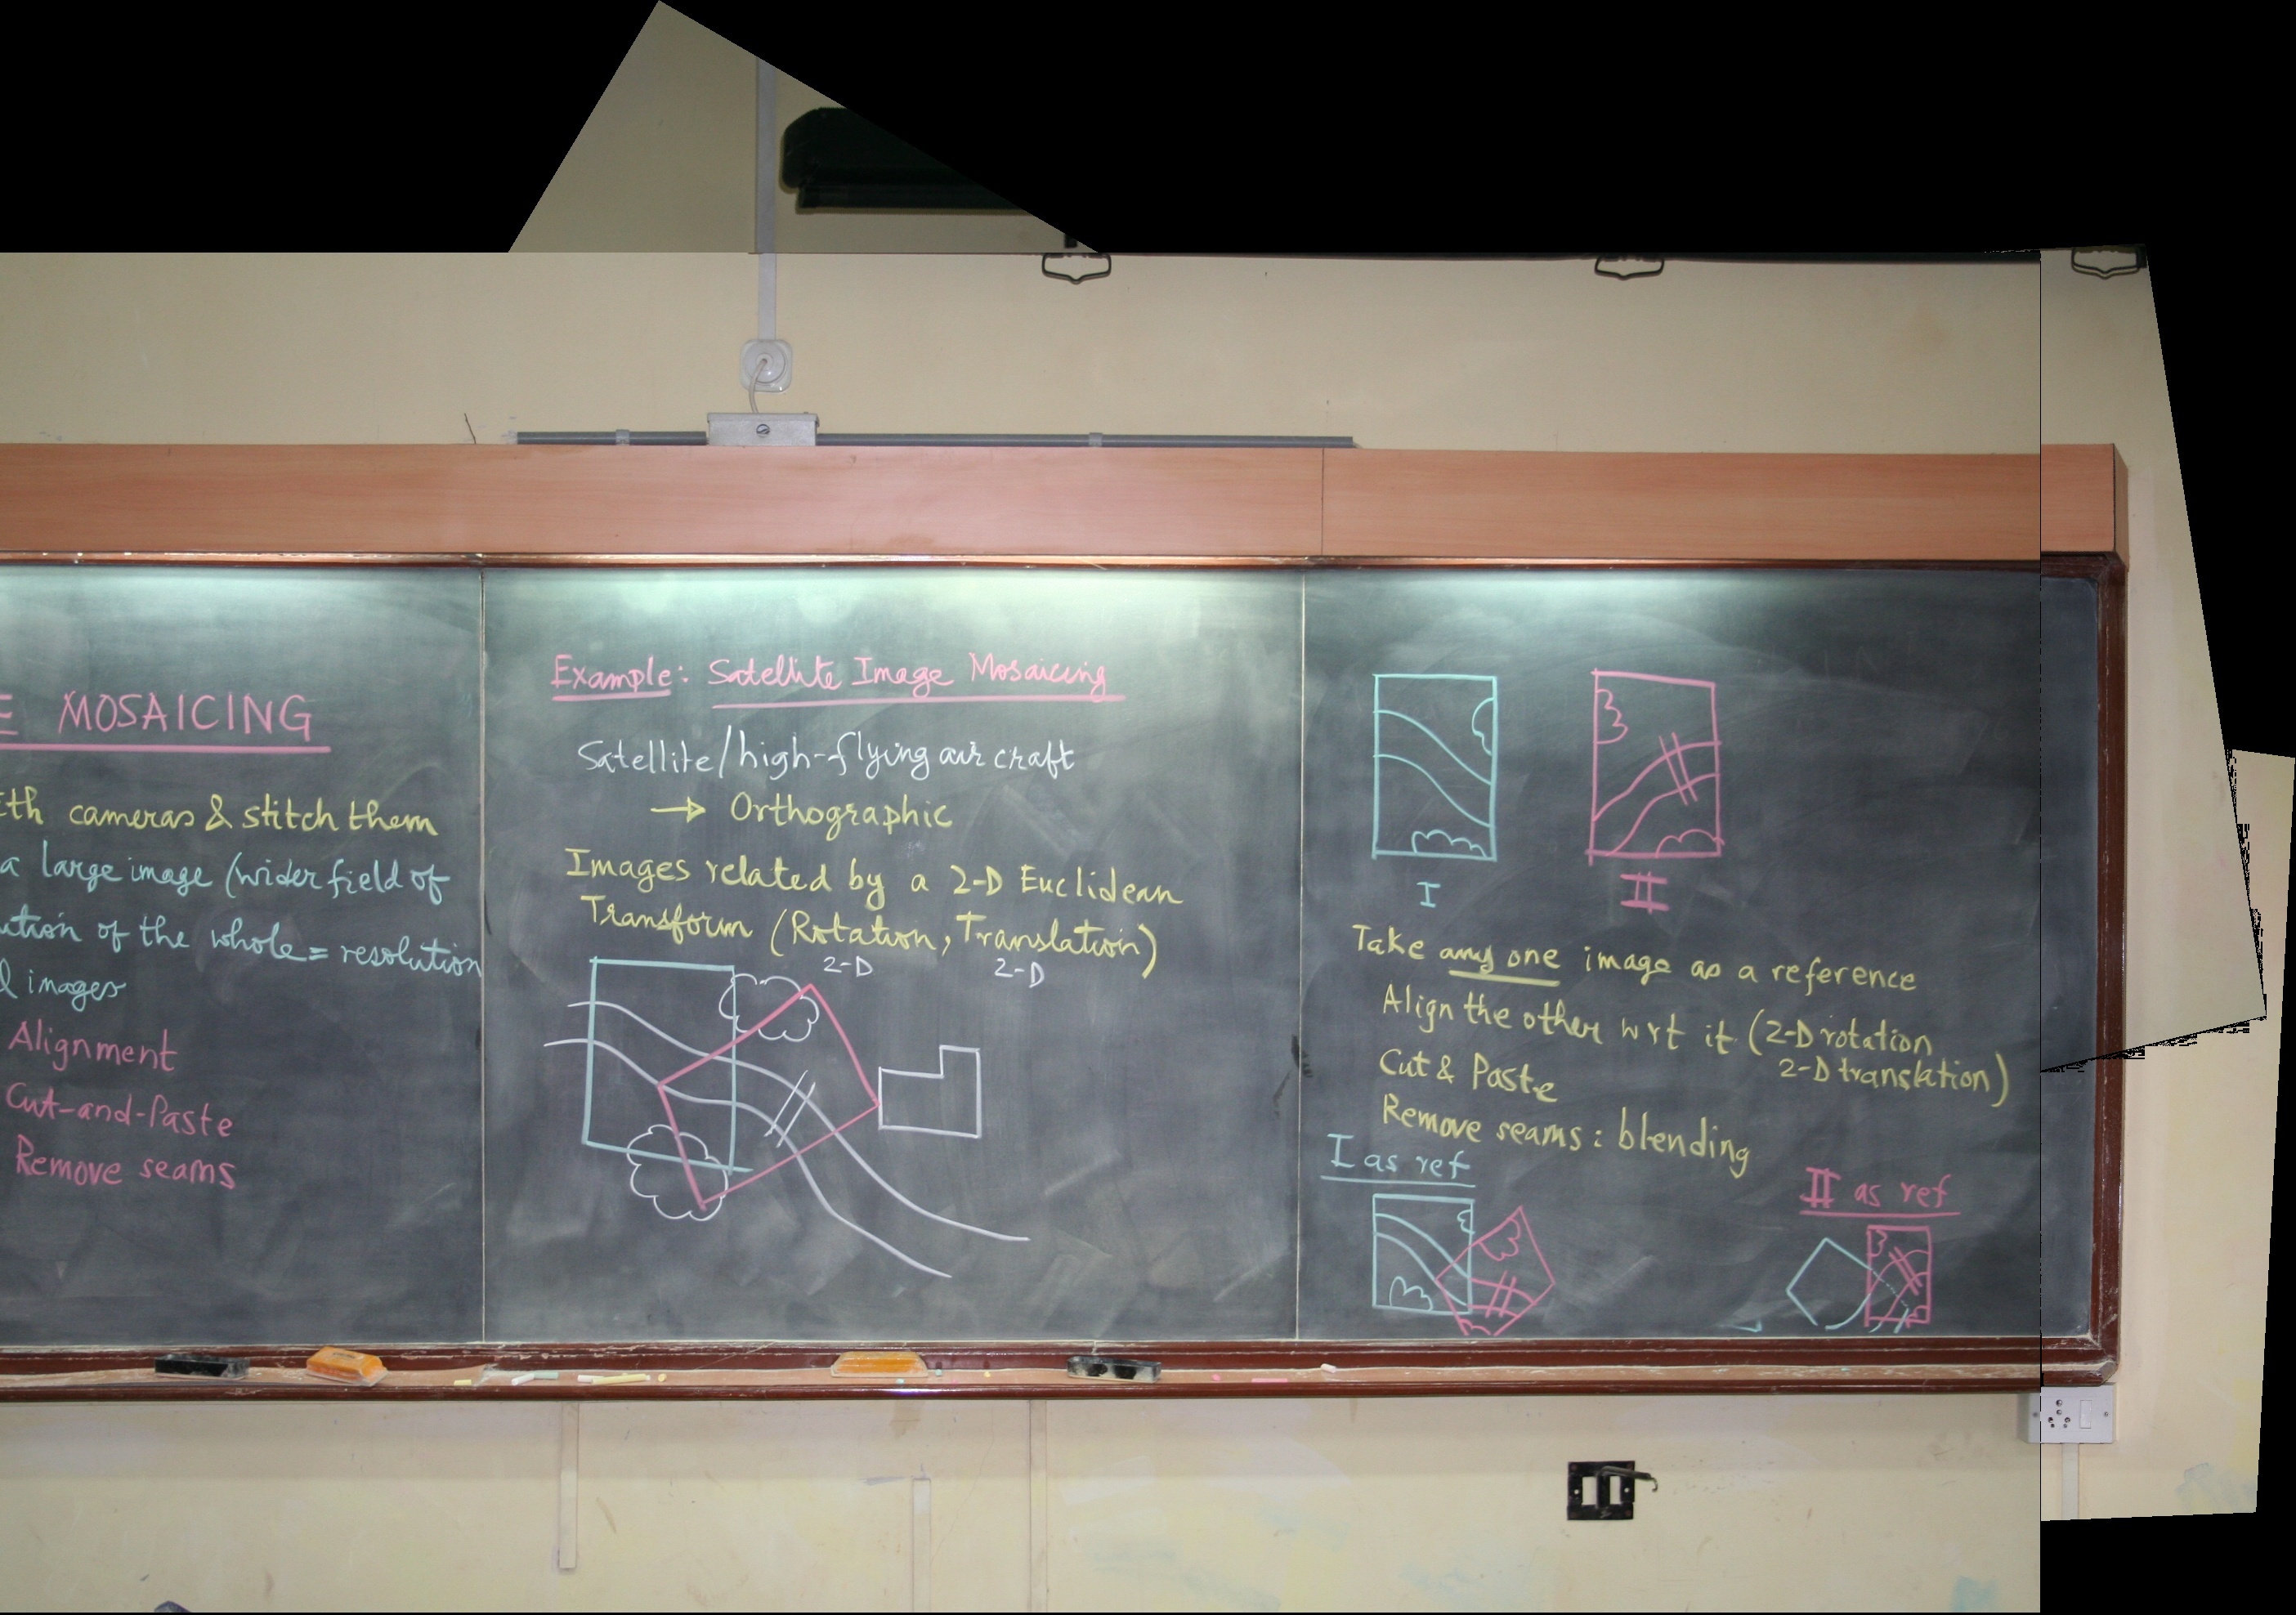 E MOSAICING
th cameras & stitch them
a large image (wider field of
ution of the whole = resolution
l images
Alignment
Cut-and-Paste
Remove seams
Example: Satellite Image Mosaicing
Satellite/high-flying air craft
→ Orthographic
Images related by a 2-D Euclidean
Transform (Rotation, Translation)
2-D 2-D
I II
Take any one image as a reference
Align the other wrt it (2-D rotation
2-D translation)
Cut & Paste
Remove seams: blending
I as ref
II as ref